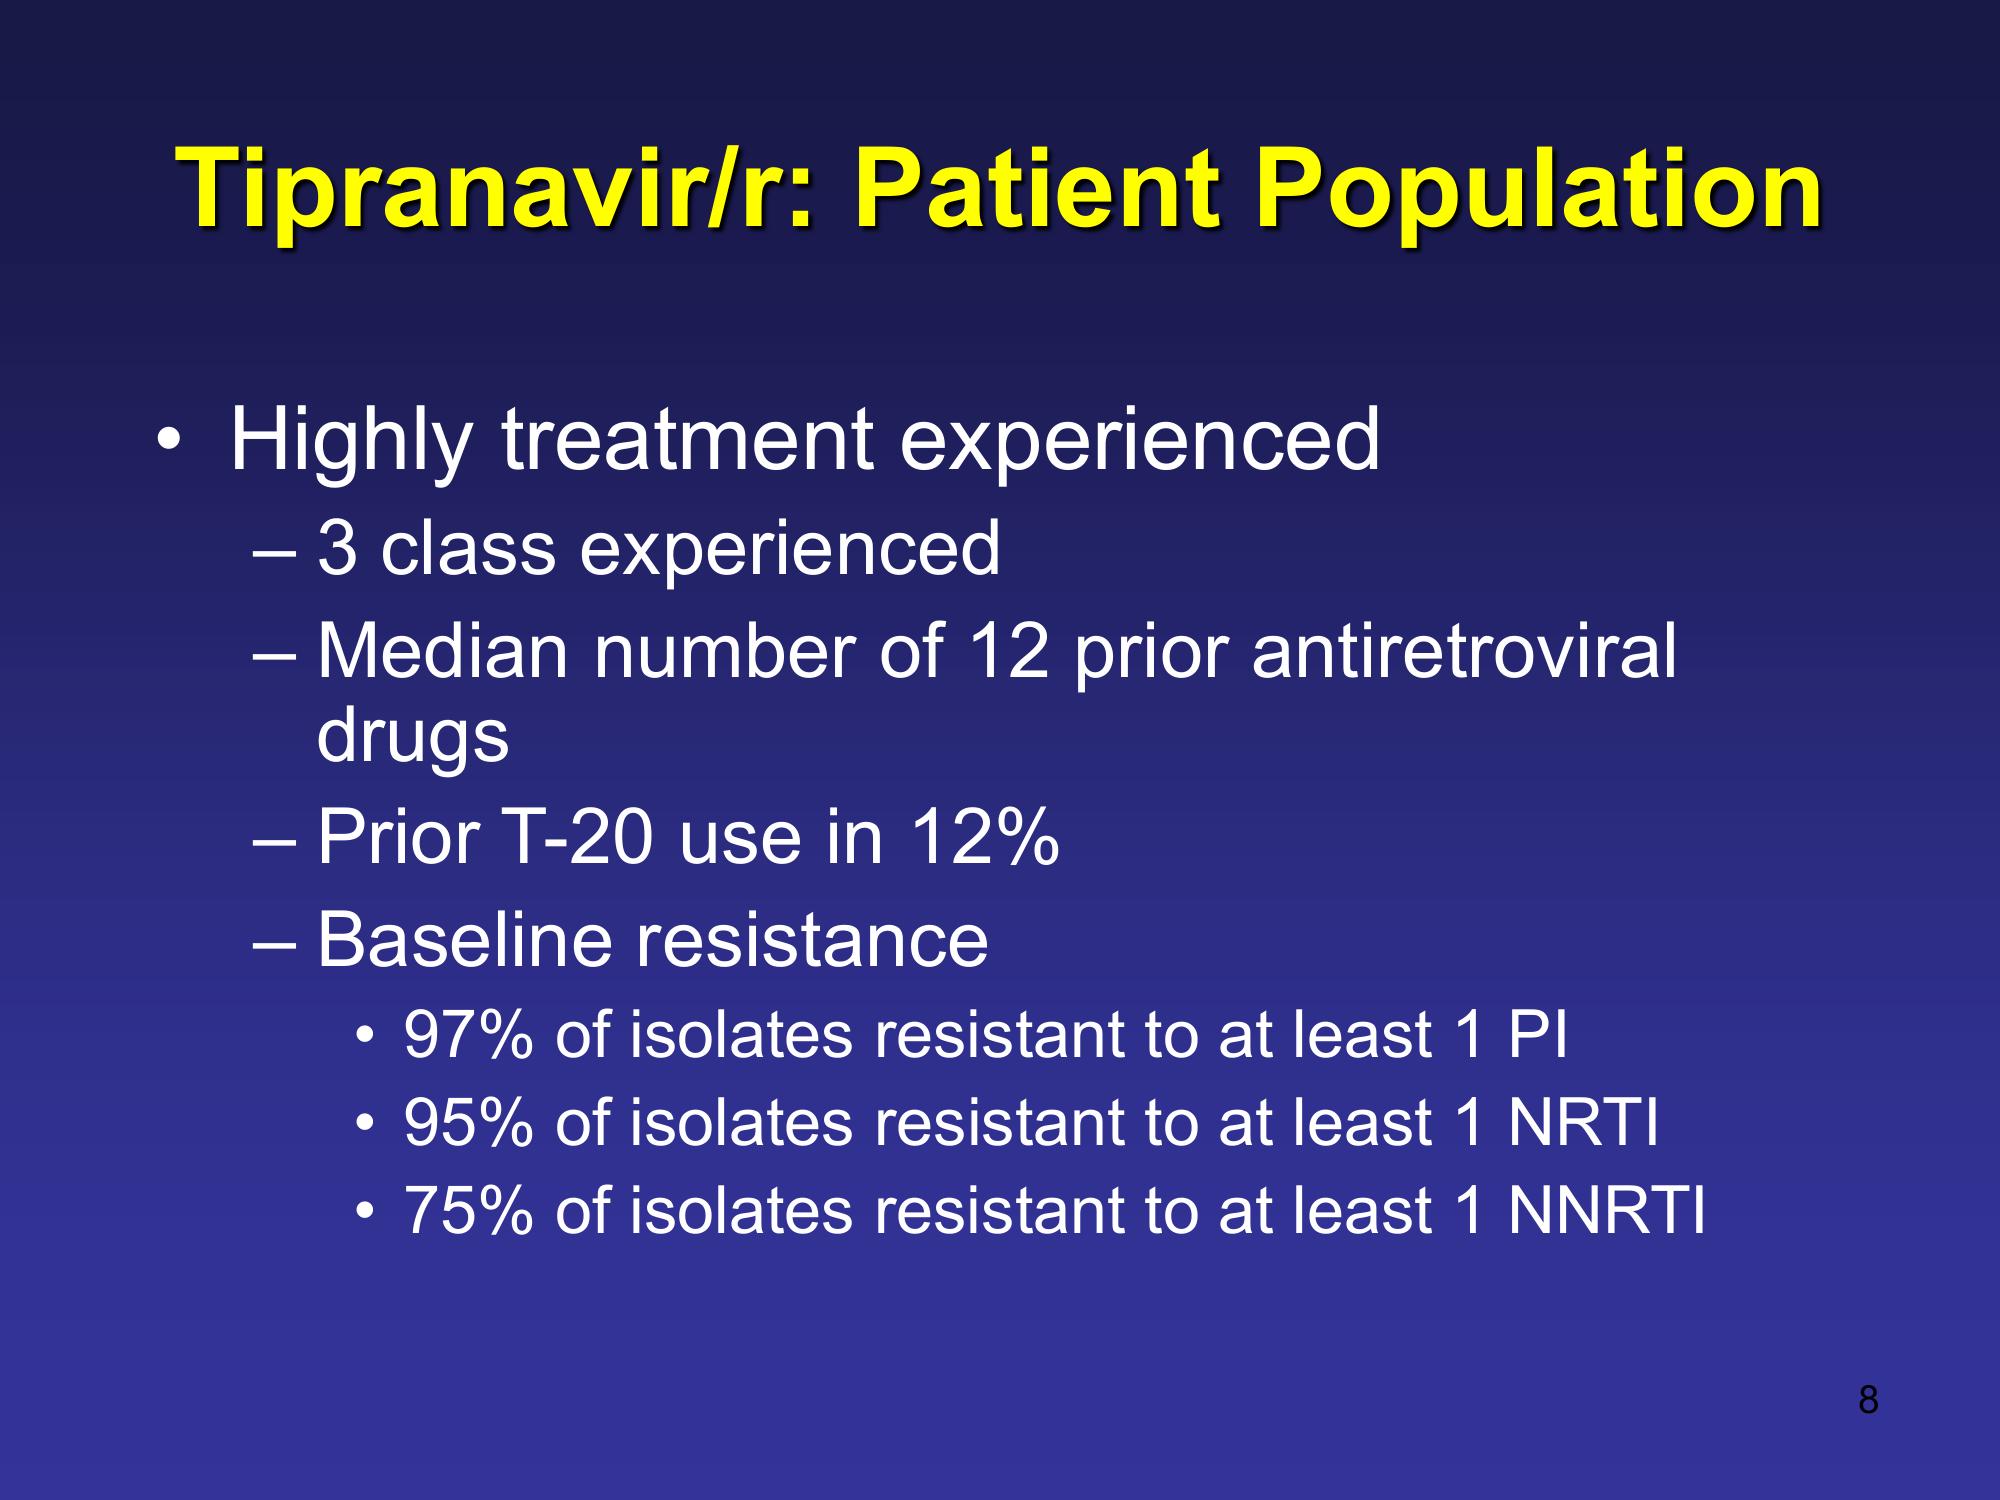 Tipranavir/r: Patient Population
• Highly treatment experienced
– 3 class experienced
– Median number of 12 prior antiretroviral
drugs
– Prior T-20 use in 12%
– Baseline resistance
• 97% of isolates resistant to at least 1 PI
• 95% of isolates resistant to at least 1 NRTI
• 75% of isolates resistant to at least 1 NNRTI
8